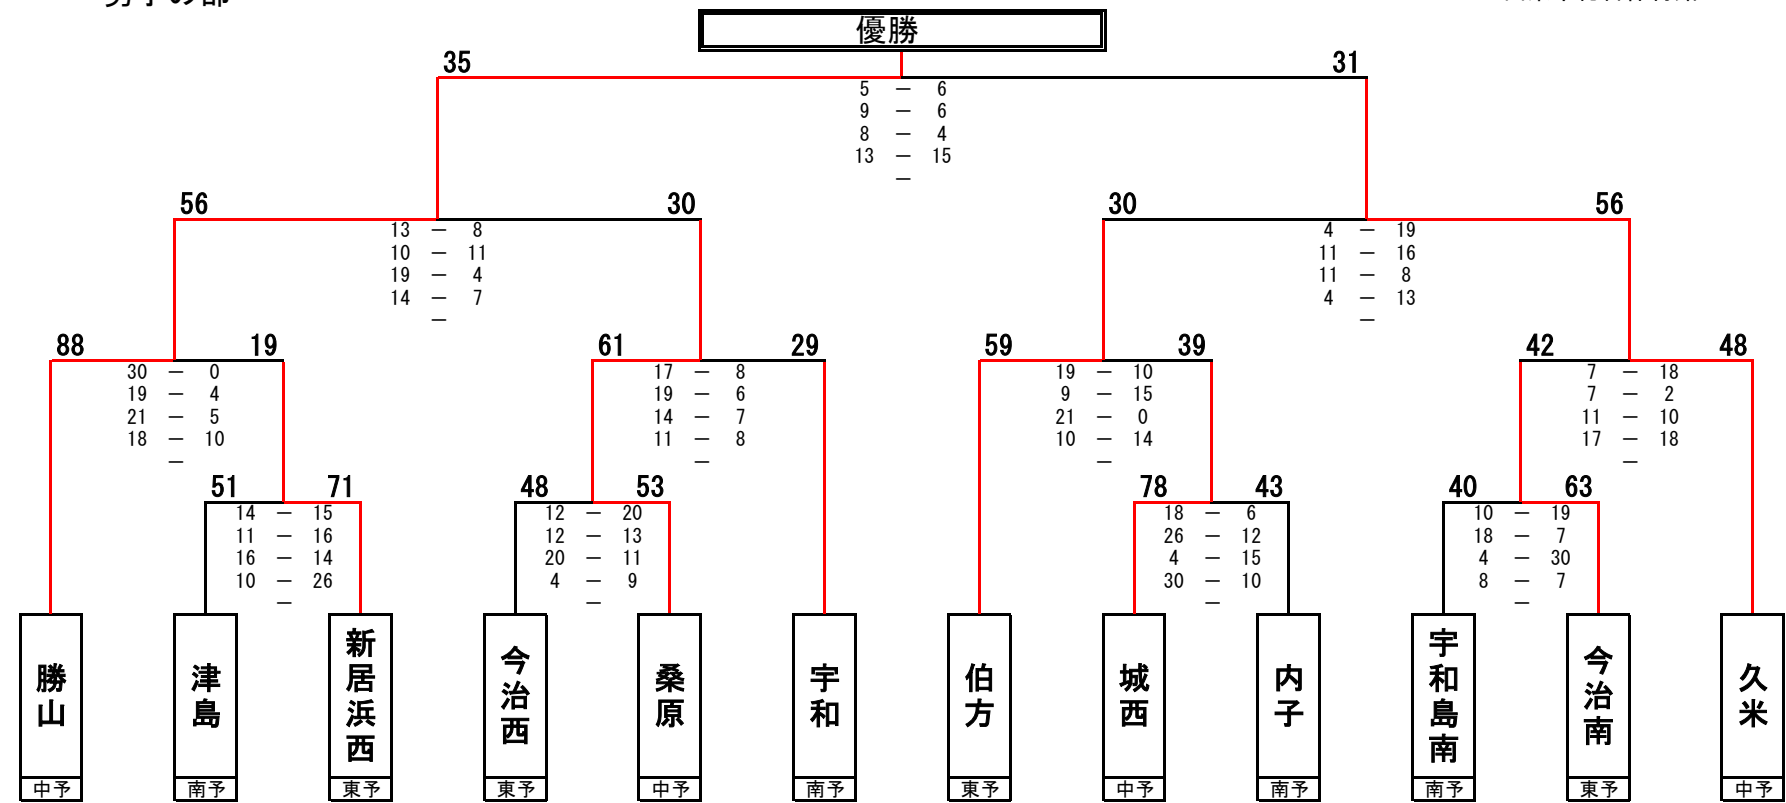 男子の部
優勝
35 31
5 － 6
9 － 6
8 － 4
13 － 15
－
56 30 30 56
13 － 8 4 － 19
10 － 11 11 － 16
19 － 4 11 － 8
14 － 7 4 － 13
－ －
88 19 61 29 59 39 42 48
30 － 0 17 － 8 19 － 10 7 － 18
19 － 4 19 － 6 9 － 15 7 － 2
21 － 5 14 － 7 21 － 0 11 － 10
18 － 10 11 － 8 10 － 14 17 － 18
－ － － －
51 71 48 53 78 43 40 63
14 － 15 12 － 20 18 － 6 10 － 19
11 － 16 12 － 13 26 － 12 18 － 7
16 － 14 20 － 11 4 － 15 4 － 30
10 － 26 4 － 9 30 － 10 8 － 7
－ － － －
勝山 津島 新居浜西 今治西 桑原 宇和 伯方 城西 内子 宇和島南 今治南 久米
中予 南予 東予 東予 中予 南予 東予 中予 南予 南予 東予 中予